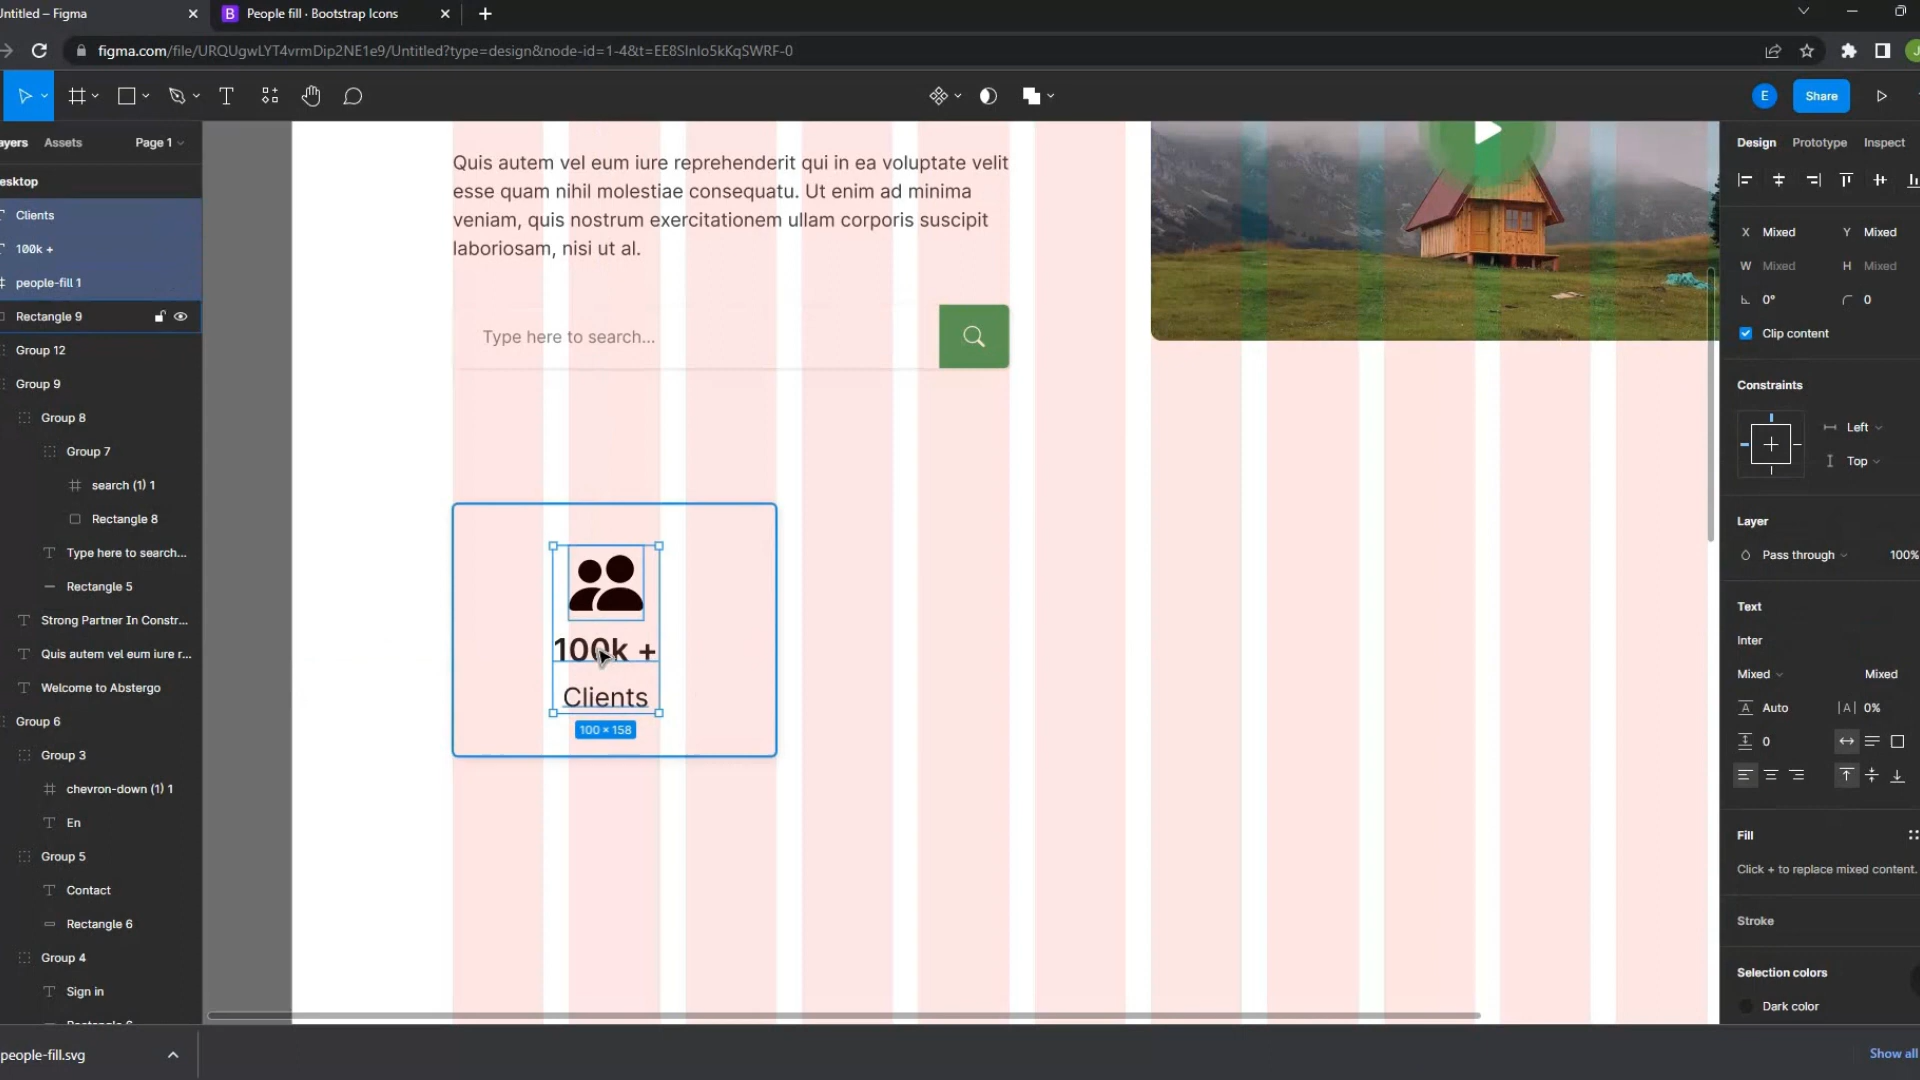 Untitled – Figma
People fill · Bootstrap Icons
figma.com/file/URQUgwLYT4vrmDip2NE1e9/Untitled?type=design&node-id=1-4&t=EE8SInIo5kKqSWRF-0
E
Share
ayers
Assets
Page 1
Design
Prototype
Inspect
esktop
Clients
100k +
people-fill 1
Rectangle 9
Group 12
Group 9
Group 8
Group 7
search (1) 1
Rectangle 8
Type here to search...
Rectangle 5
Strong Partner In Constr...
Quis autem vel eum iure r...
Welcome to Abstergo
Group 6
Group 3
chevron-down (1) 1
En
Group 5
Contact
Rectangle 6
Group 4
Sign in
Quis autem vel eum iure reprehenderit qui in ea voluptate velit
esse quam nihil molestiae consequatu. Ut enim ad minima
veniam, quis nostrum exercitationem ullam corporis suscipit
laboriosam, nisi ut al.
Type here to search...
100k +
Clients
100 × 158
X Mixed Y Mixed
W Mixed H Mixed
0° 0
Clip content
Constraints
Left
Top
Layer
Pass through 100%
Text
Inter
Mixed Mixed
Auto |A| 0%
0
Fill
Click + to replace mixed content.
Stroke
Selection colors
Dark color
people-fill.svg
Show all